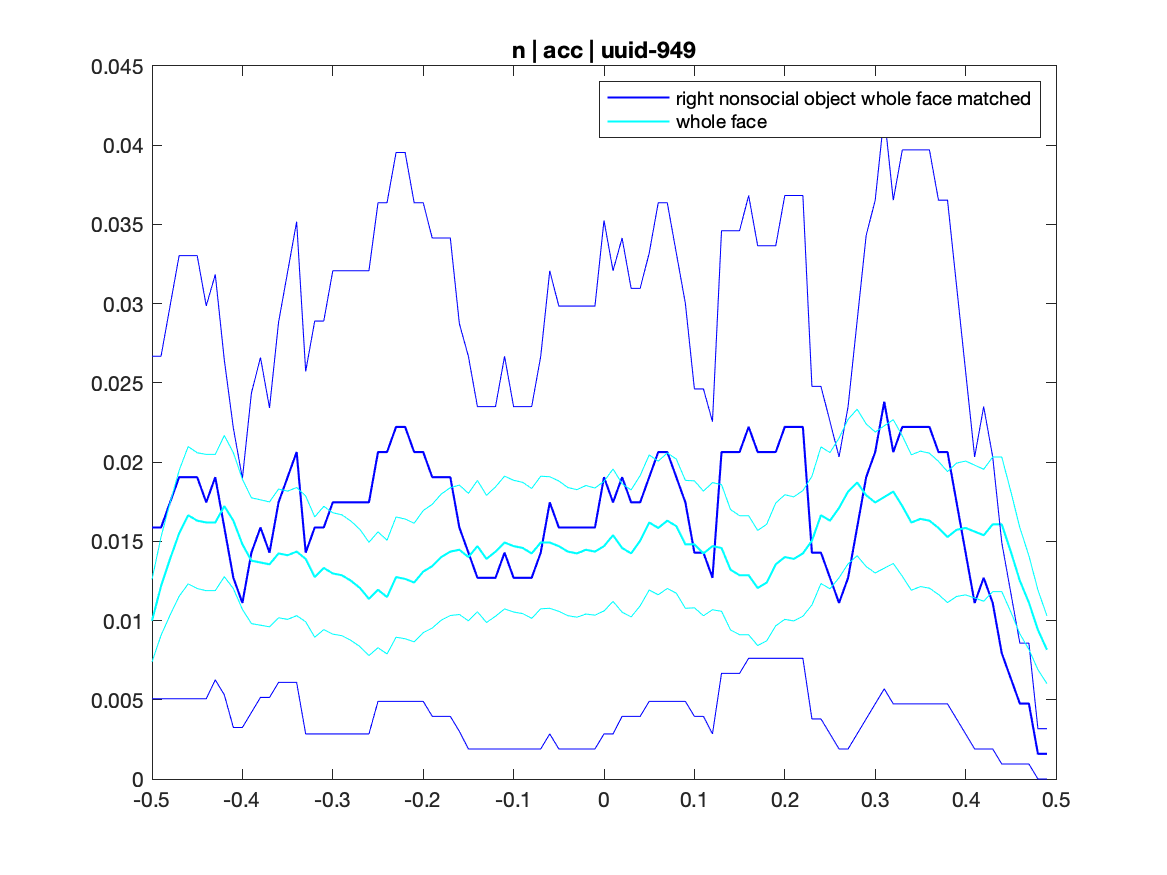 n | acc | uuid-949
0.045
right nonsocial object whole face matched
whole face
0.04
0.035
0.03
0.025
0.02
0.015
0.01
0.005
0
-0.5 -0.4 -0.3 -0.2 -0.1 0 0.1 0.2 0.3 0.4 0.5